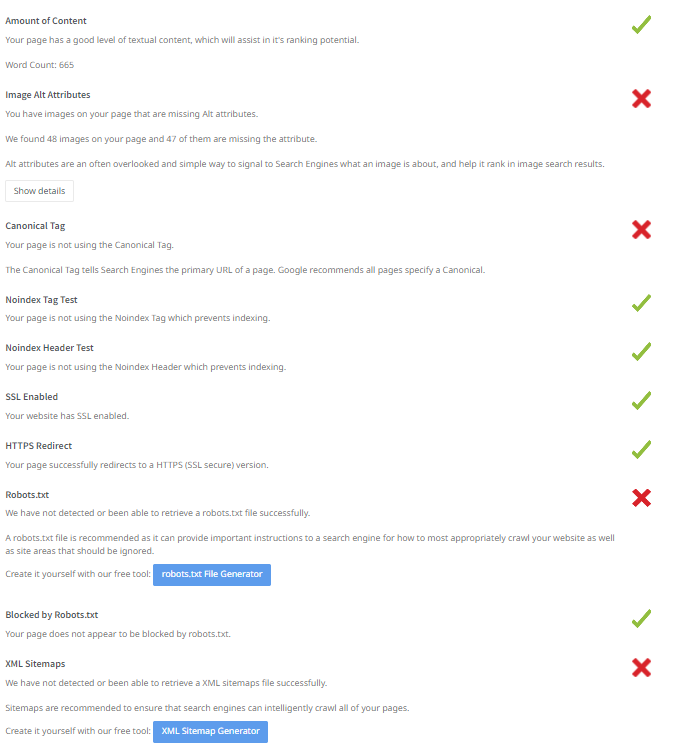 Amount of Content
Your page has a good level of textual content, which will assist in it's ranking potential.
Word Count: 665
Image Alt Attributes
You have images on your page that are missing Alt attributes.
We found 48 images on your page and 47 of them are missing the attribute.
Alt attributes are an often overlooked and simple way to signal to Search Engines what an image is about, and help it rank in image search results.
Show details
Canonical Tag
Your page is not using the Canonical Tag.
The Canonical Tag tells Search Engines the primary URL of a page. Google recommends all pages specify a Canonical.
Noindex Tag Test
Your page is not using the Noindex Tag which prevents indexing.
Noindex Header Test
Your page is not using the Noindex Header which prevents indexing.
SSL Enabled
Your website has SSL enabled.
HTTPS Redirect
Your page successfully redirects to a HTTPS (SSL secure) version.
Robots.txt
We have not detected or been able to retrieve a robots.txt file successfully.
A robots.txt file is recommended as it can provide important instructions to a search engine for how to most appropriately crawl your website as well
as site areas that should be ignored.
Create it yourself with our free tool: robots.txt File Generator
Blocked by Robots.txt
Your page does not appear to be blocked by robots.txt.
XML Sitemaps
We have not detected or been able to retrieve a XML sitemaps file successfully.
Sitemaps are recommended to ensure that search engines can intelligently crawl all of your pages.
Create it yourself with our free tool: XML Sitemap Generator